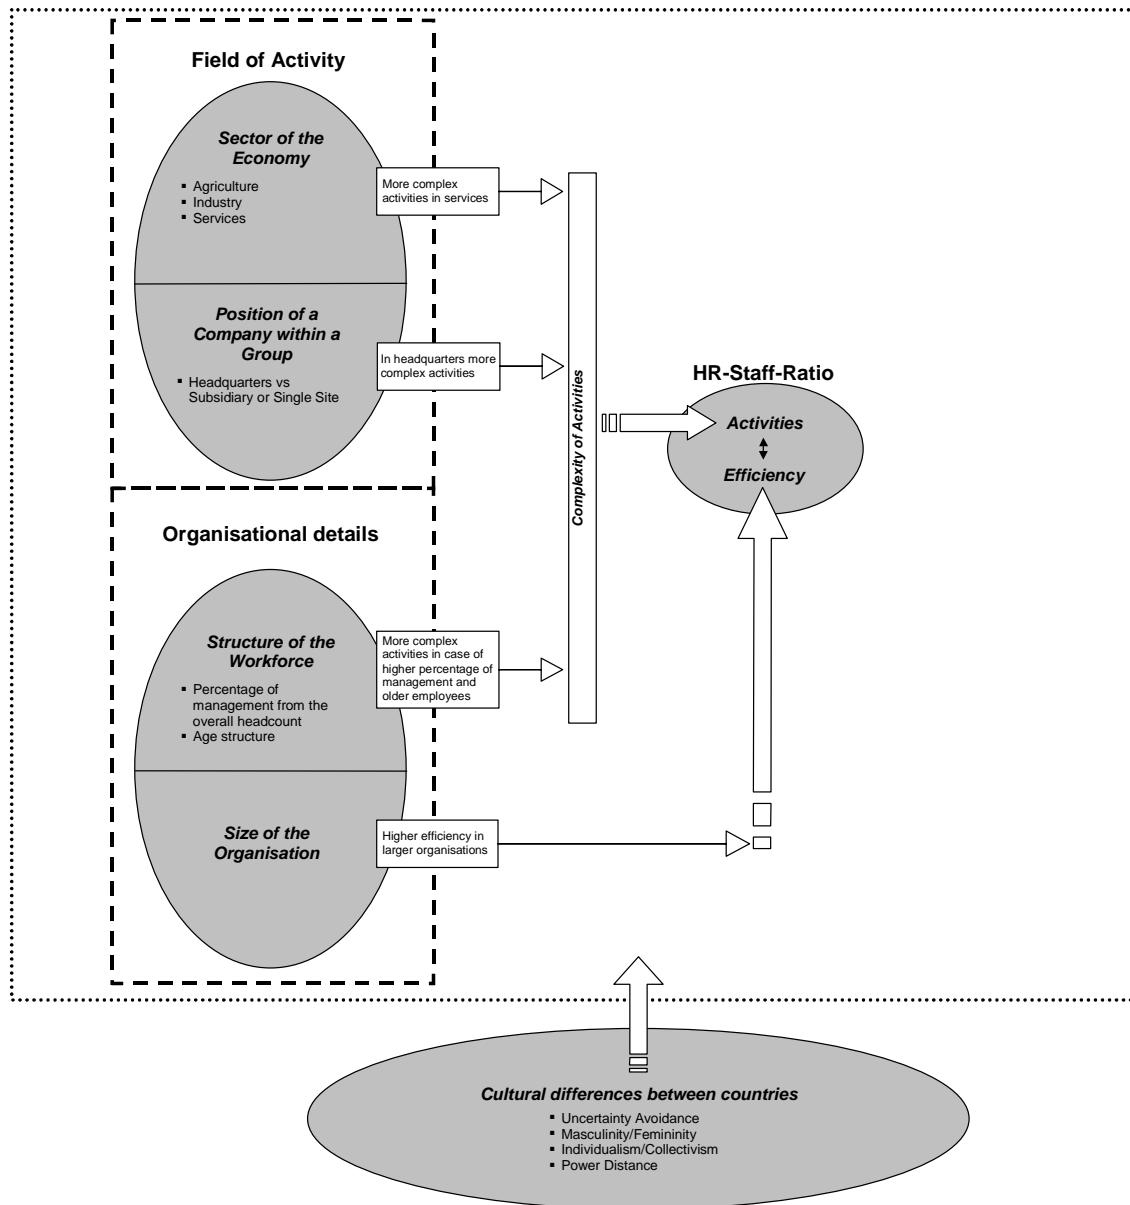 Field of Activity
Sector of the
Economy
▪ Agriculture
▪ Industry
▪ Services
More complex
activities in services
Position of a
Company within a
Group
▪ Headquarters vs
Subsidiary or Single Site
In headquarters more
complex activities
Complexity of Activities
HR-Staff-Ratio
Activities
Efficiency
Organisational details
Structure of the
Workforce
▪ Percentage of
management from the
overall headcount
▪ Age structure
More complex
activities in case of
higher percentage of
management and
older employees
Size of the
Organisation
Higher efficiency in
larger organisations
Cultural differences between countries
▪ Uncertainty Avoidance
▪ Masculinity/Femininity
▪ Individualism/Collectivism
▪ Power Distance